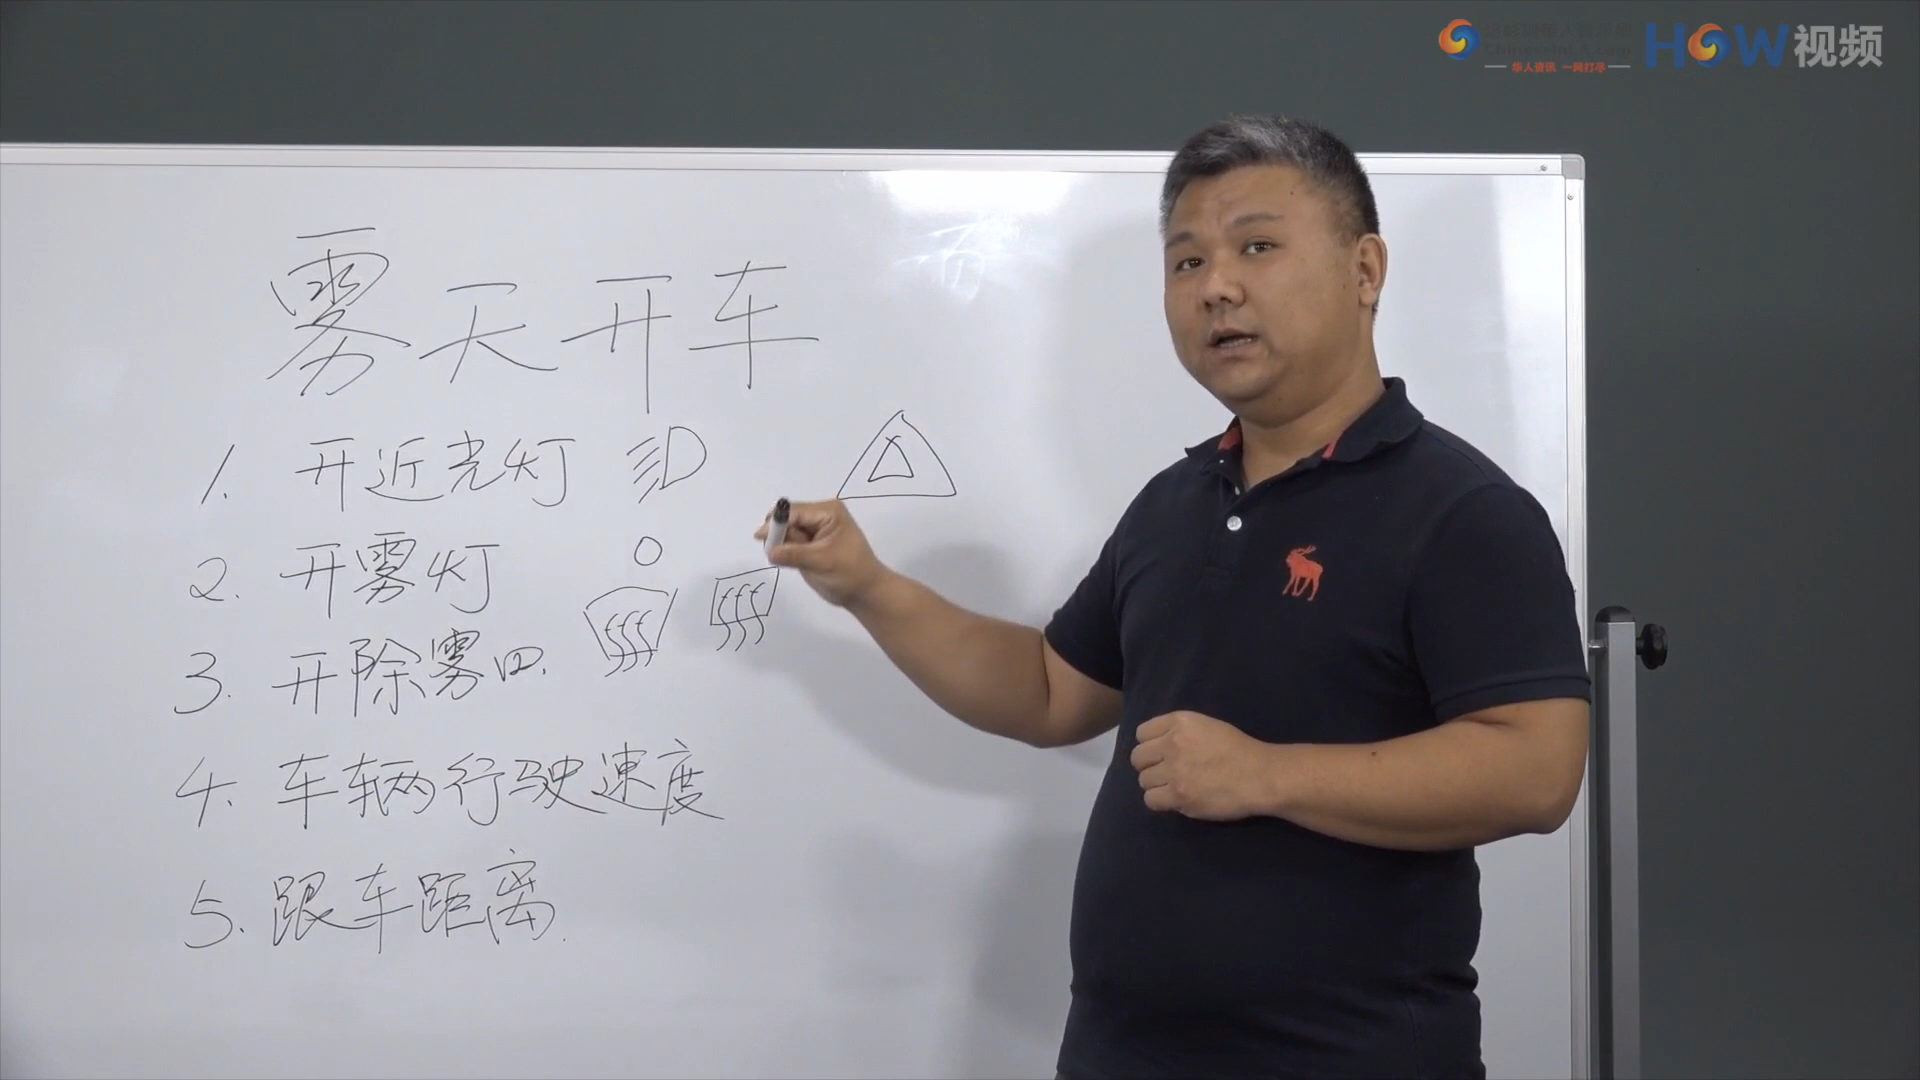 HOW视频
华人资讯 一网打尽
雾天开车
1. 开近光灯
2. 开雾灯
3. 开除雾口.
4. 车辆行驶速度
5. 跟车距离.